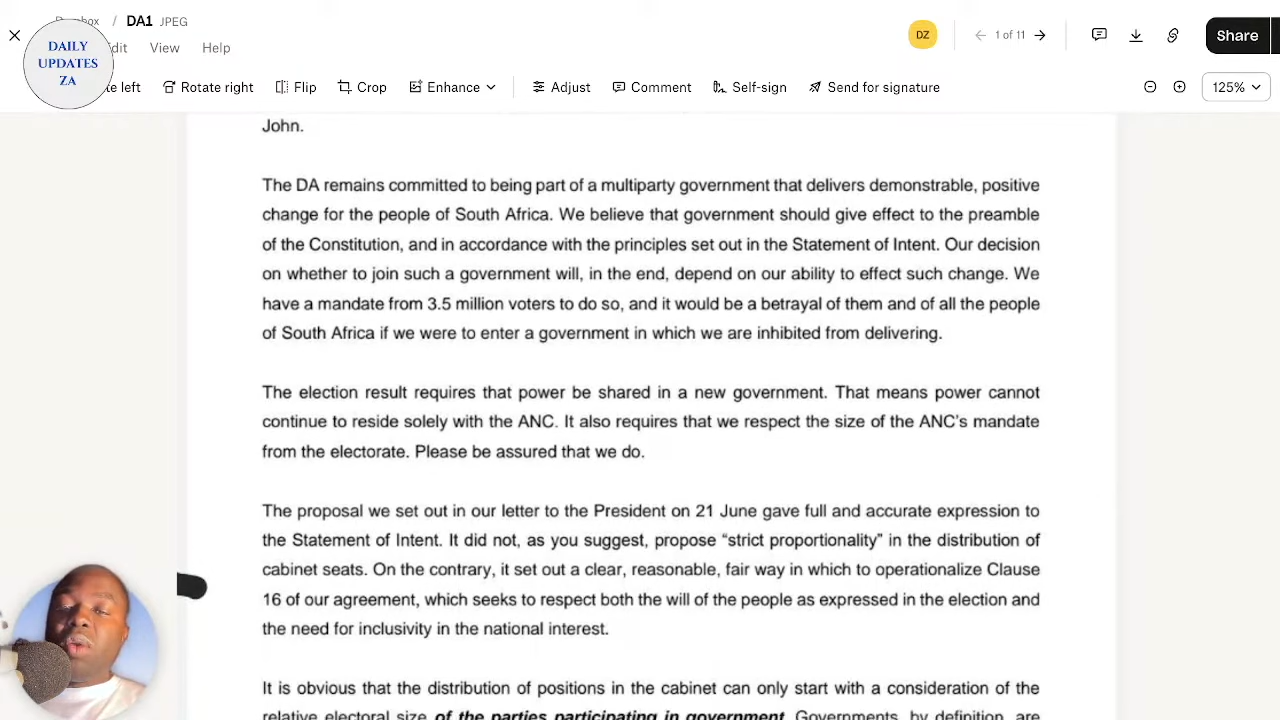 Dropbox / DA1 JPEG
DZ
1 of 11
Share
DAILY
UPDATES
ZA
View Help
Rotate right Flip Crop Enhance Adjust Comment Self-sign Send for signature 125%
John.
The DA remains committed to being part of a multiparty government that delivers demonstrable, positive
change for the people of South Africa. We believe that government should give effect to the preamble
of the Constitution, and in accordance with the principles set out in the Statement of Intent. Our decision
on whether to join such a government will, in the end, depend on our ability to effect such change. We
have a mandate from 3.5 million voters to do so, and it would be a betrayal of them and of all the people
of South Africa if we were to enter a government in which we are inhibited from delivering.
The election result requires that power be shared in a new government. That means power cannot
continue to reside solely with the ANC. It also requires that we respect the size of the ANC's mandate
from the electorate. Please be assured that we do.
The proposal we set out in our letter to the President on 21 June gave full and accurate expression to
the Statement of Intent. It did not, as you suggest, propose “strict proportionality” in the distribution of
cabinet seats. On the contrary, it set out a clear, reasonable, fair way in which to operationalize Clause
16 of our agreement, which seeks to respect both the will of the people as expressed in the election and
the need for inclusivity in the national interest.
It is obvious that the distribution of positions in the cabinet can only start with a consideration of the
relative electoral size of the parties participating in government. Governments, by definition, are